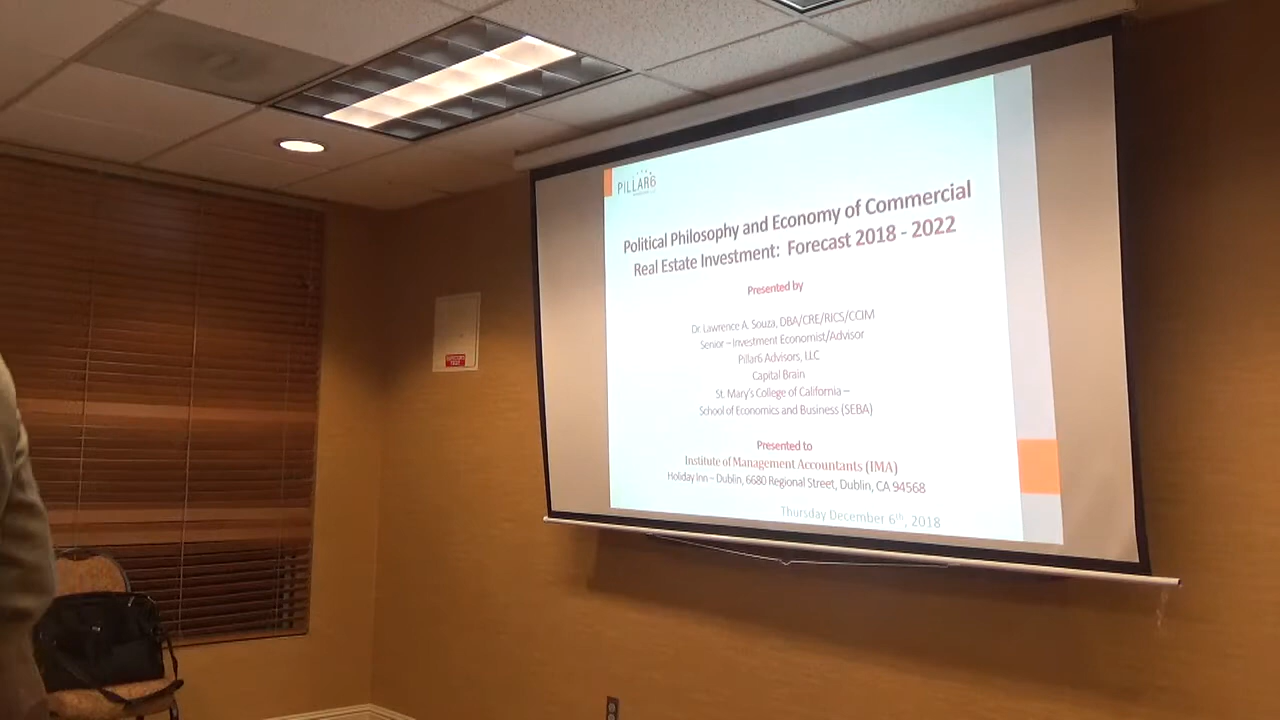 PILLAR6
Political Philosophy and Economy of Commercial
Real Estate Investment: Forecast 2018 - 2022
Presented by
Dr. Lawrence A. Souza, DBA/CRE/RICS/CCIM
Senior – Investment Economist/Advisor
Pillar6 Advisors, LLC
Capital Brain
St. Mary's College of California –
School of Economics and Business (SEBA)
Presented to
Institute of Management Accountants (IMA)
Holiday Inn – Dublin, 6680 Regional Street, Dublin, CA 94568
Thursday December 6th, 2018